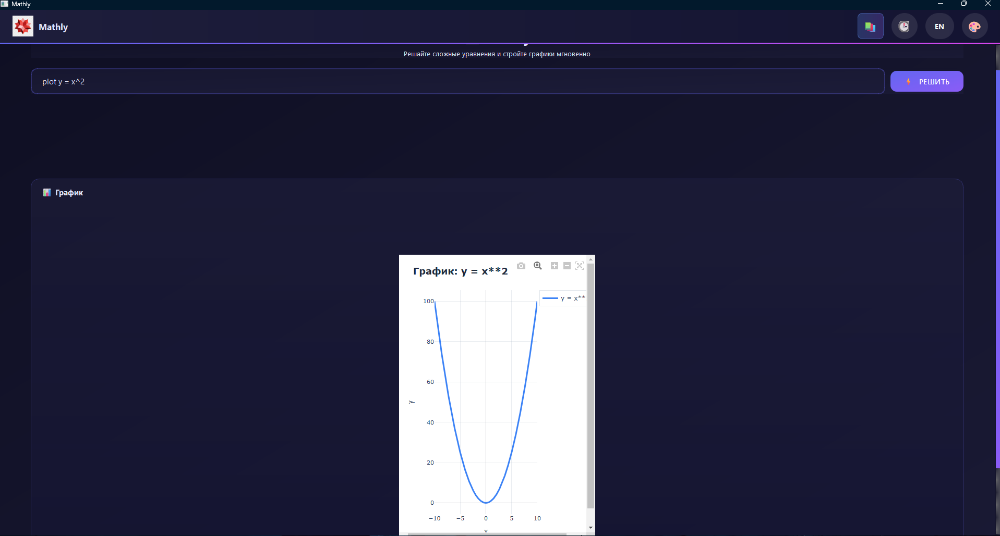 Mathly
Mathly
EN
Решайте сложные уравнения и стройте графики мгновенно
plot y = x^2
РЕШИТЬ
График
График: y = x**2
y = x**
100
80
60
40
20
0
y
−10
−5
0
5
10
x